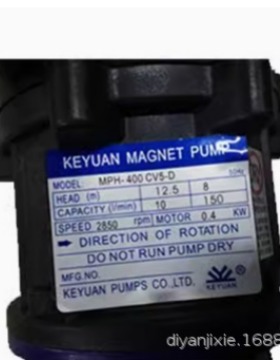 KEYUAN MAGNET PUMP
MODEL MPH-400 CV5-D 50Hz
HEAD (m) 12.5 8
CAPACITY (l/min) 10 150
SPEED 2850 rpm MOTOR 0.4 KW
DIRECTION OF ROTATION
DO NOT RUN PUMP DRY
MFG.NO.
KEYUAN PUMPS CO.,LTD. KEYUAN
diyanjixie.1688